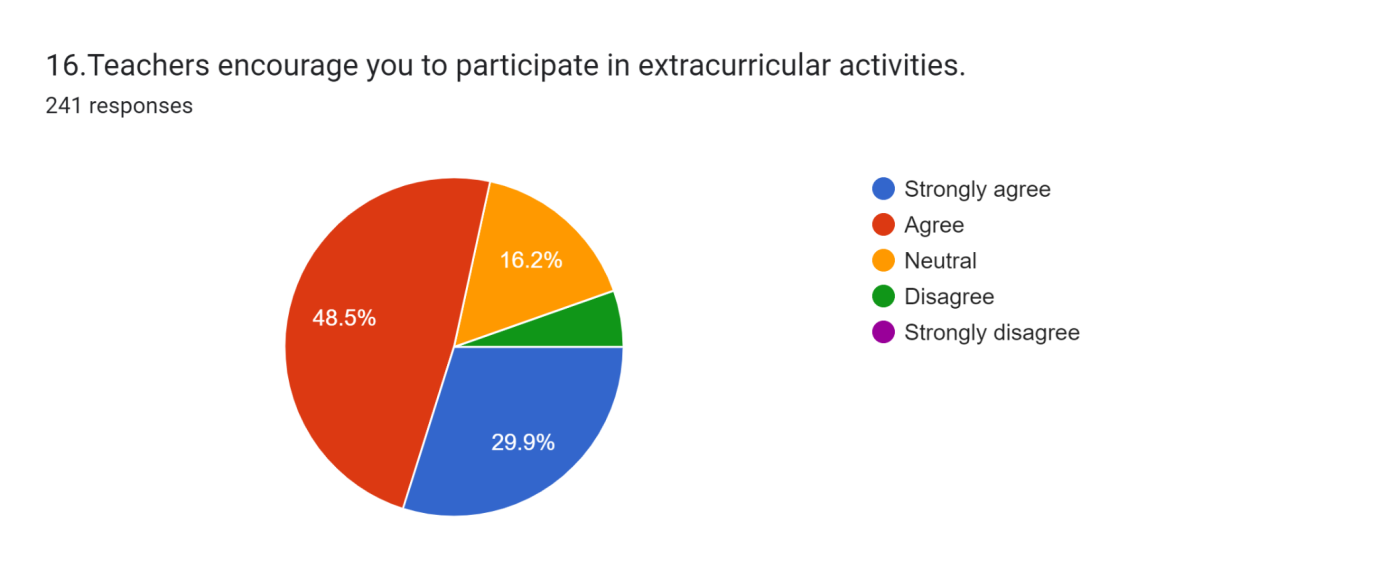 16.Teachers encourage you to participate in extracurricular activities.
241 responses
Strongly agree
Agree
Neutral
Disagree
Strongly disagree
16.2%
48.5%
29.9%